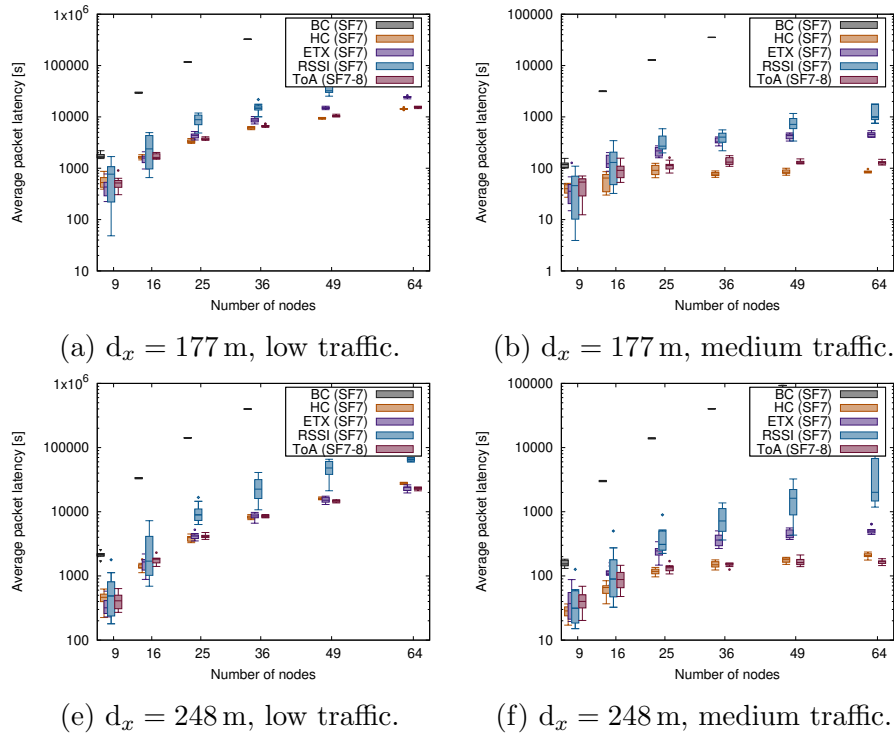 1x10^6
100000
10000
1000
100
10
Average packet latency [s]
9 16 25 36 49 64
Number of nodes
BC (SF7)
HC (SF7)
ETX (SF7)
RSSI (SF7)
ToA (SF7-8)
(a) d_x = 177 m, low traffic.
100000
10000
1000
100
10
1
Average packet latency [s]
9 16 25 36 49 64
Number of nodes
BC (SF7)
HC (SF7)
ETX (SF7)
RSSI (SF7)
ToA (SF7-8)
(b) d_x = 177 m, medium traffic.
1x10^6
100000
10000
1000
100
Average packet latency [s]
9 16 25 36 49 64
Number of nodes
BC (SF7)
HC (SF7)
ETX (SF7)
RSSI (SF7)
ToA (SF7-8)
(e) d_x = 248 m, low traffic.
100000
10000
1000
100
10
Average packet latency [s]
9 16 25 36 49 64
Number of nodes
BC (SF7)
HC (SF7)
ETX (SF7)
RSSI (SF7)
ToA (SF7-8)
(f) d_x = 248 m, medium traffic.